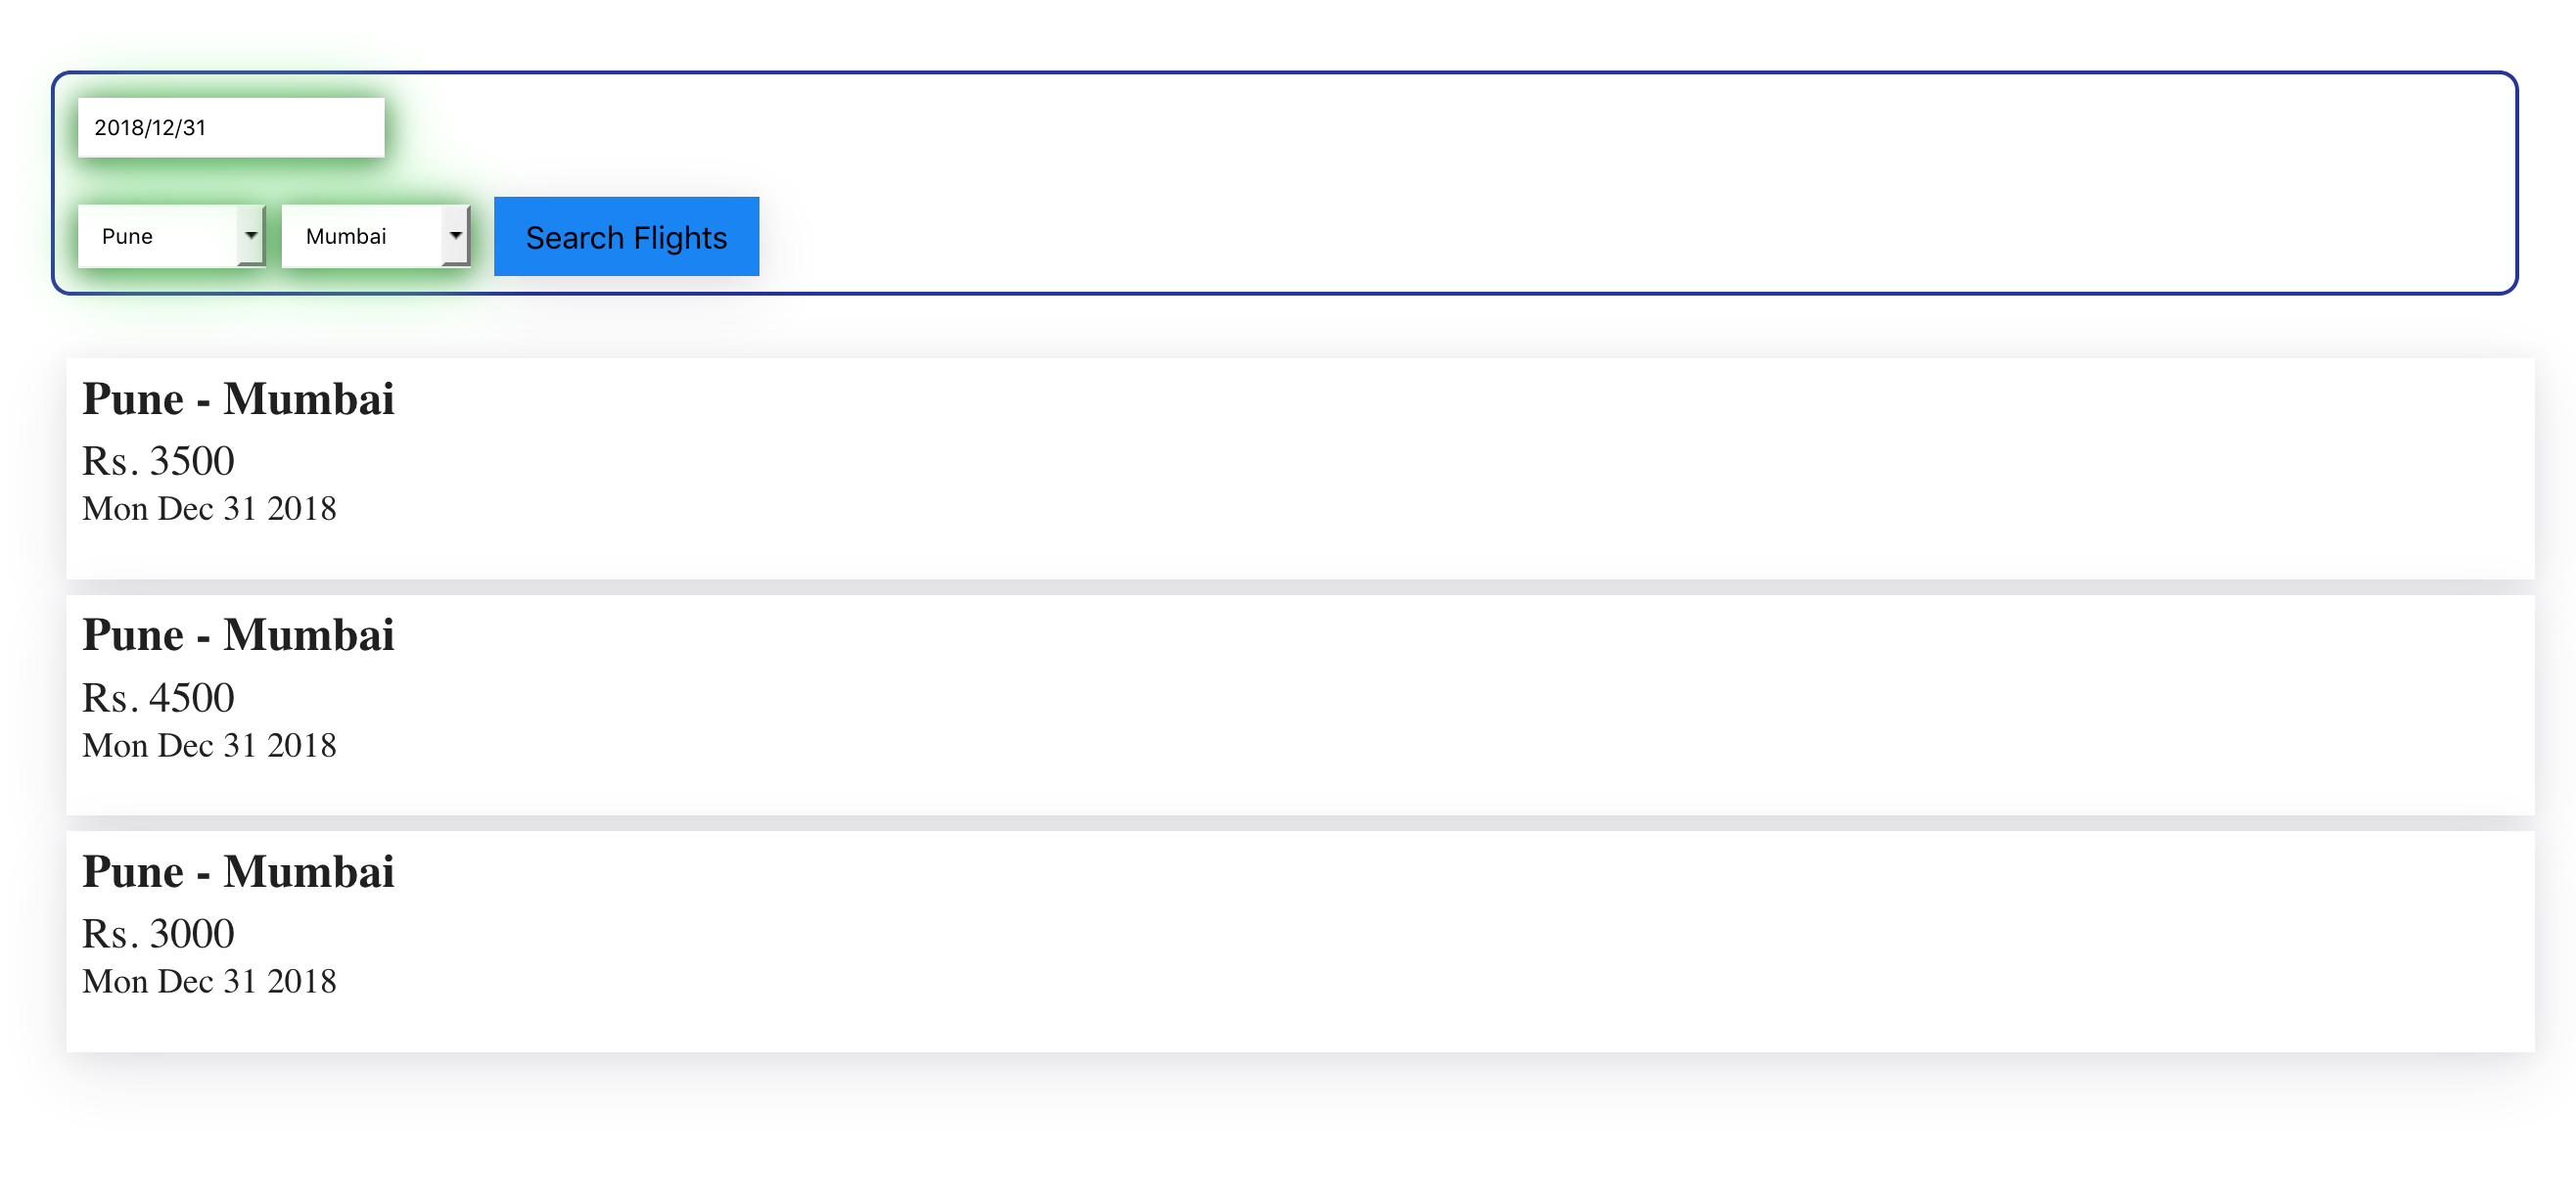 2018/12/31
Pune Mumbai Search Flights
Pune - Mumbai
Rs. 3500
Mon Dec 31 2018
Pune - Mumbai
Rs. 4500
Mon Dec 31 2018
Pune - Mumbai
Rs. 3000
Mon Dec 31 2018